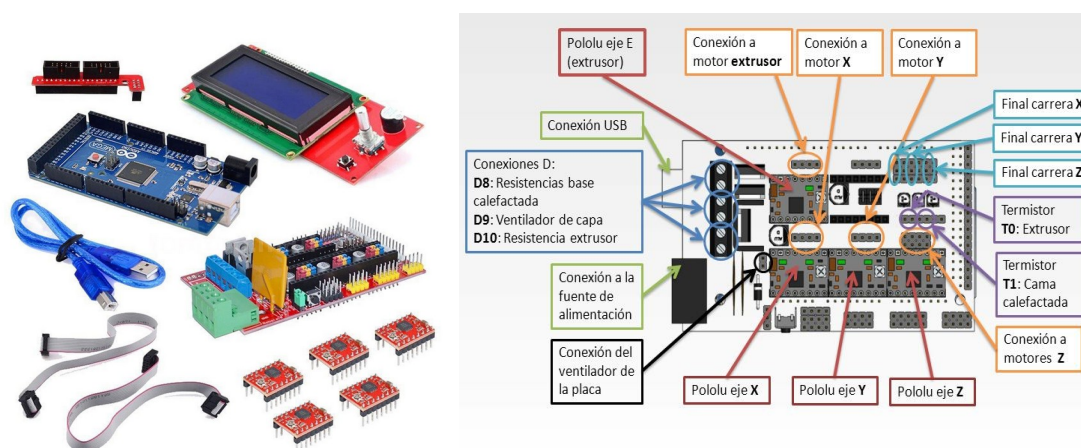 MEGA
Pololu eje E
(extrusor)
Conexión a
motor extrusor
Conexión a
motor X
Conexión a
motor Y
Final carrera X
Final carrera Y
Final carrera Z
Conexión USB
Conexiones D:
D8: Resistencias base
calefactada
D9: Ventilador de capa
D10: Resistencia extrusor
Termistor
T0: Extrusor
Termistor
T1: Cama
calefactada
Conexión a la
fuente de
alimentación
Conexión del
ventilador de
la placa
Pololu eje X
Pololu eje Y
Pololu eje Z
Conexión a
motores Z